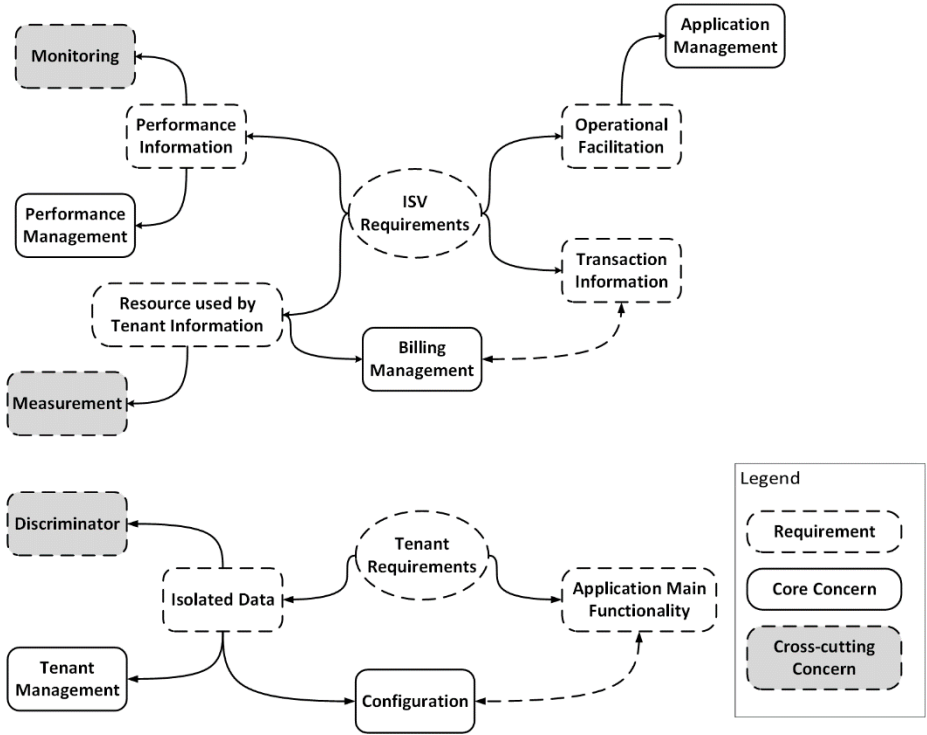 Monitoring
Application
Management
Performance
Information
Operational
Facilitation
ISV
Requirements
Performance
Management
Transaction
Information
Resource used by
Tenant Information
Billing
Management
Measurement
Discriminator
Tenant
Requirements
Isolated Data
Application Main
Functionality
Tenant
Management
Configuration
Legend
Requirement
Core Concern
Cross-cutting
Concern